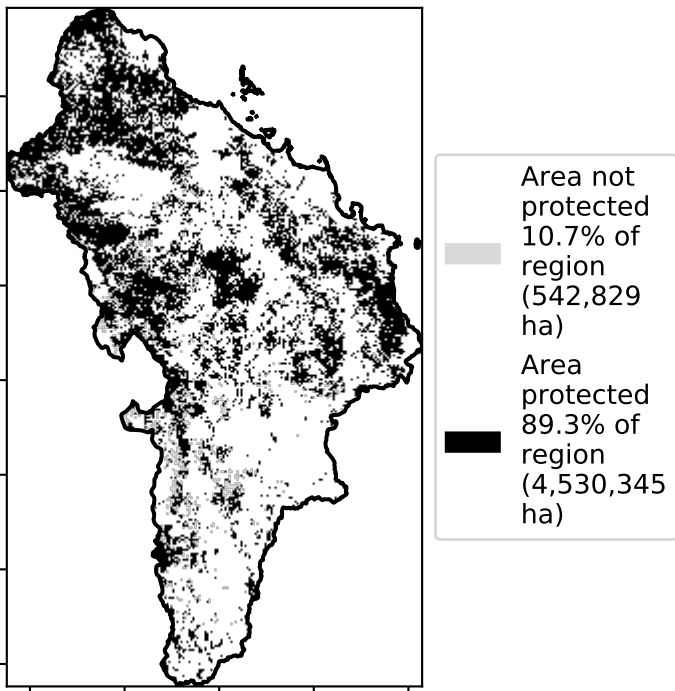 Area not
protected
10.7% of
region
(542,829
ha)
Area
protected
89.3% of
region
(4,530,345
ha)